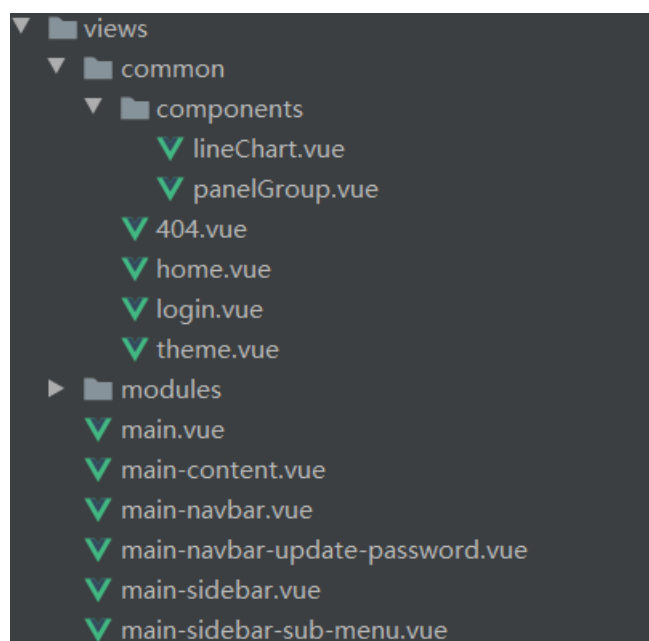 views
common
components
lineChart.vue
panelGroup.vue
404.vue
home.vue
login.vue
theme.vue
modules
main.vue
main-content.vue
main-navbar.vue
main-navbar-update-password.vue
main-sidebar.vue
main-sidebar-sub-menu.vue